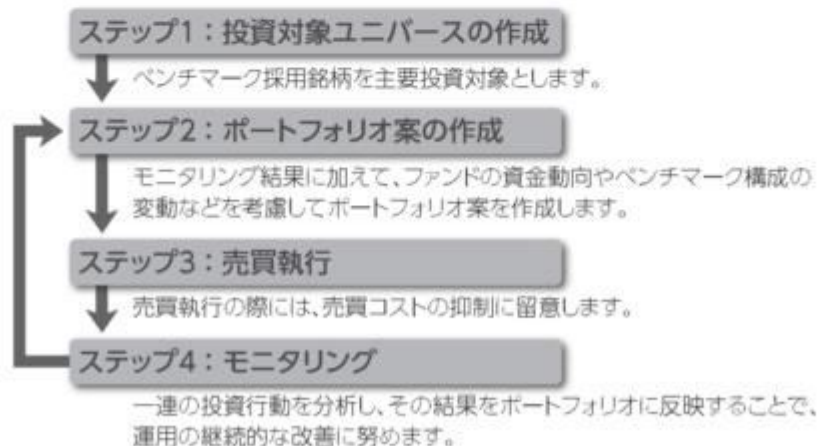 ステップ1：投資対象ユニバースの作成
ベンチマーク採用銘柄を主要投資対象とします。
ステップ2：ポートフォリオ案の作成
モニタリング結果に加えて、ファンドの資金動向やベンチマーク構成の
変動などを考慮してポートフォリオ案を作成します。
ステップ3：売買執行
売買執行の際には、売買コストの抑制に留意します。
ステップ4：モニタリング
一連の投資行動を分析し、その結果をポートフォリオに反映することで、
運用の継続的な改善に努めます。